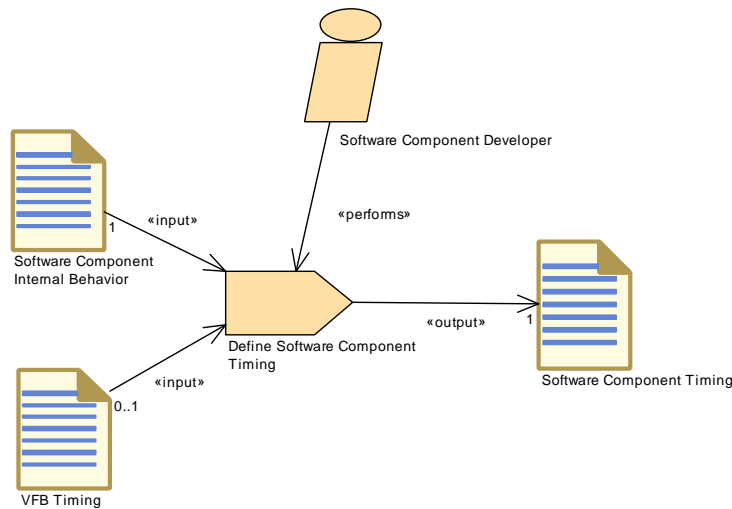 Software Component Developer
«performs»
1
«input»
Software Component
Internal Behavior
Define Software Component
Timing
«output»
1
Software Component Timing
«input»
0..1
VFB Timing